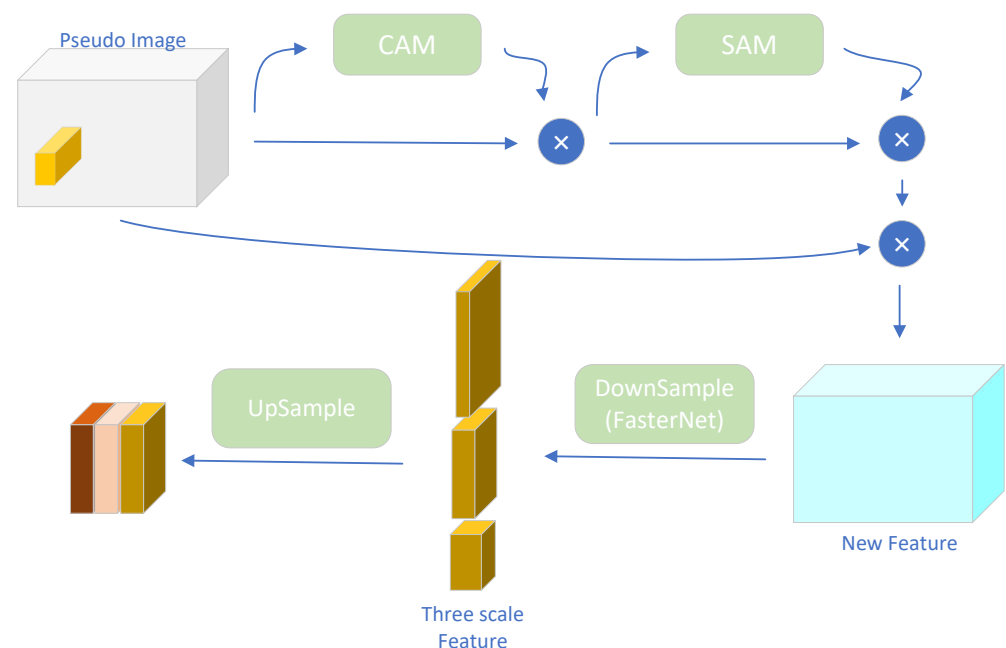 Pseudo Image
CAM
SAM
×
×
×
UpSample
DownSample
(FasterNet)
New Feature
Three scale
Feature